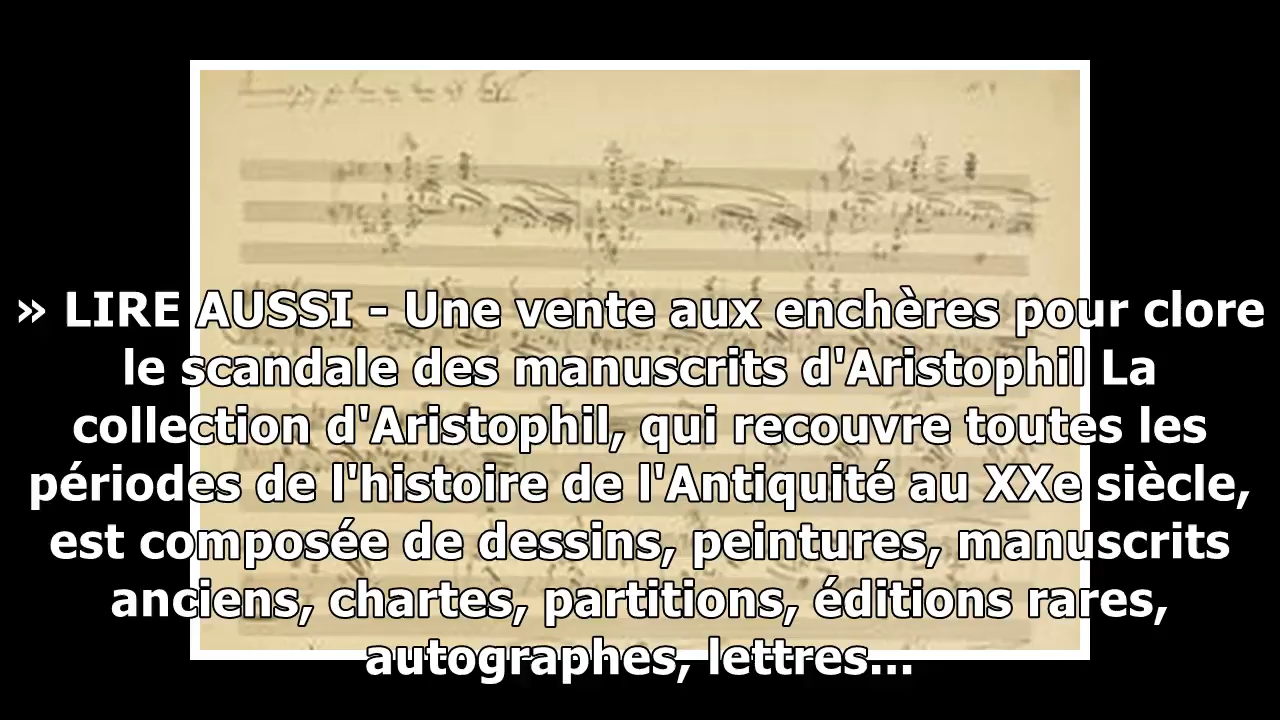 » LIRE AUSSI - Une vente aux enchères pour clore
le scandale des manuscrits d'Aristophil La
collection d'Aristophil, qui recouvre toutes les
périodes de l'histoire de l'Antiquité au XXe siècle,
est composée de dessins, peintures, manuscrits
anciens, chartes, partitions, éditions rares,
autographes, lettres...